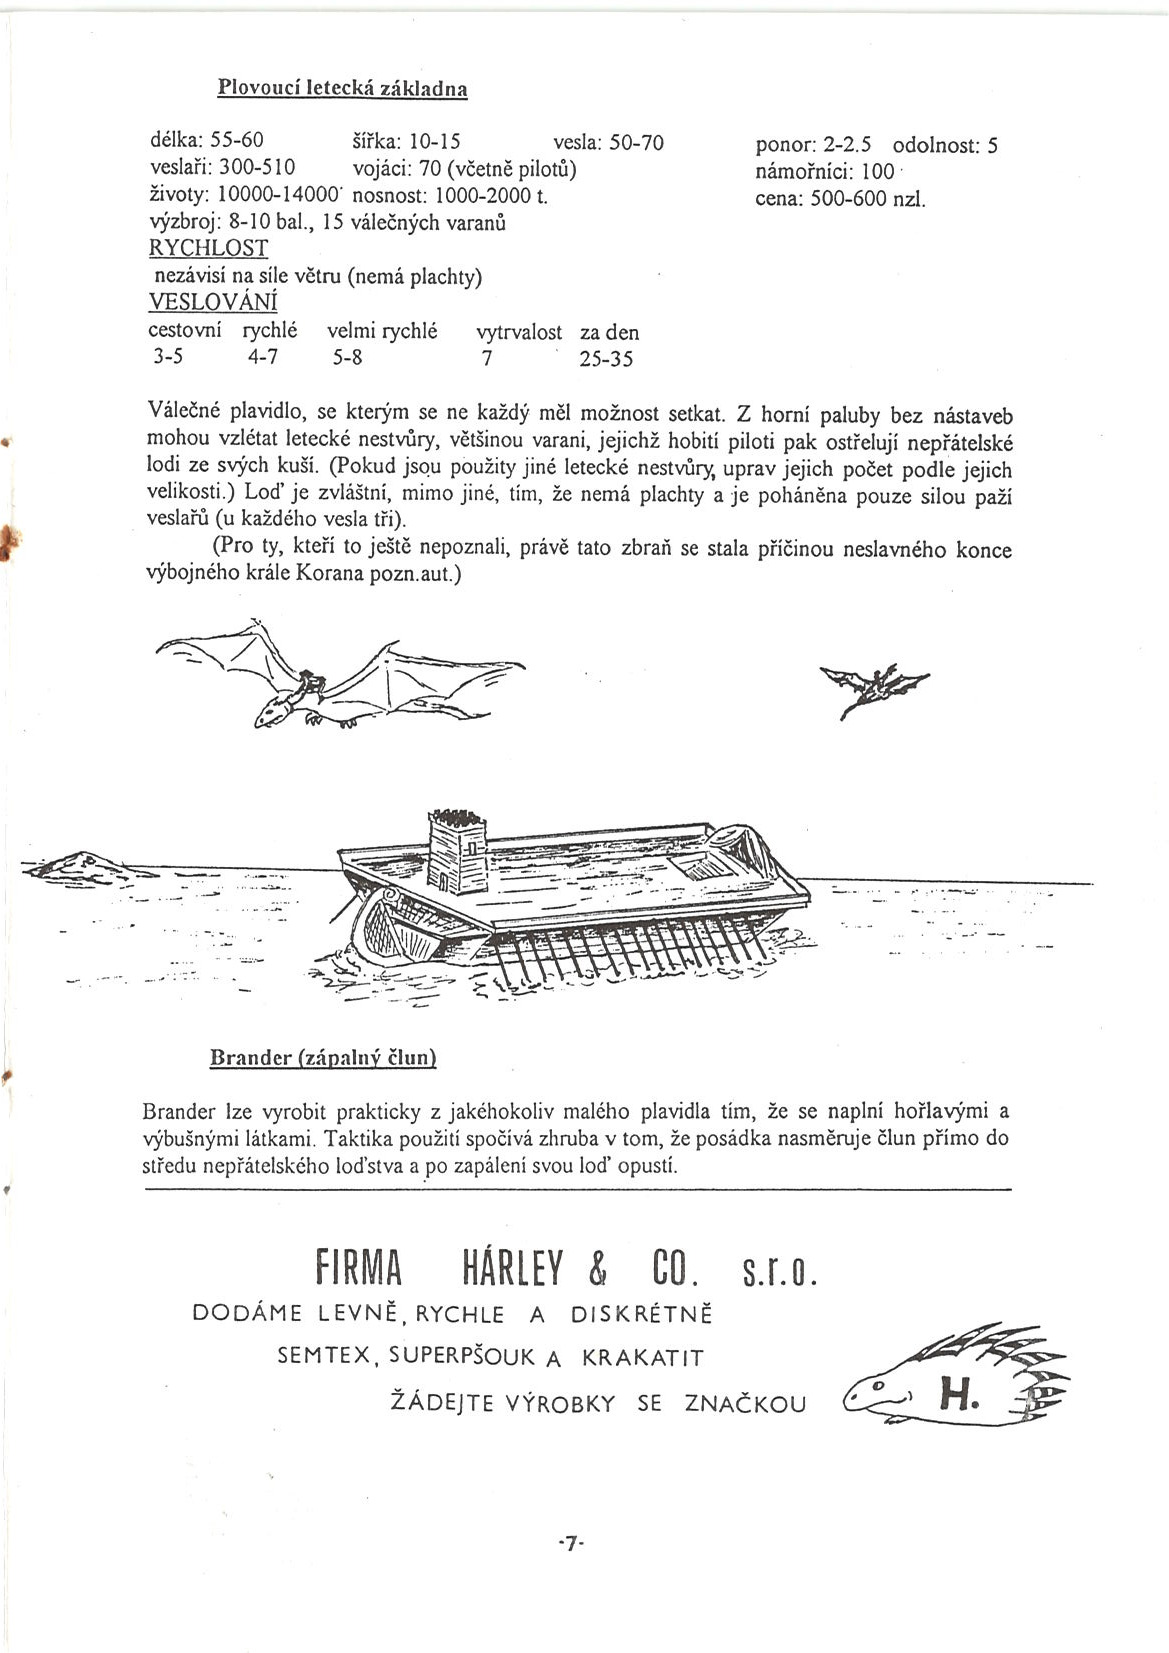 Plovoucí letecká základna
délka: 55-60 šířka: 10-15 vesla: 50-70 ponor: 2-2.5 odolnost: 5
veslaři: 300-510 vojáci: 70 (včetně pilotů) námořníci: 100
životy: 10000-14000 nosnost: 1000-2000 t. cena: 500-600 nzl.
výzbroj: 8-10 bal., 15 válečných varanů
RYCHLOST
nezávisí na síle větru (nemá plachty)
VESLOVÁNÍ
cestovní rychlé velmi rychlé vytrvalost za den
3-5 4-7 5-8 7 25-35
Válečné plavidlo, se kterým se ne každý měl možnost setkat. Z horní paluby bez nástaveb
mohou vzlétat letecké nestvůry, většinou varani, jejichž hobití piloti pak ostřelují nepřátelské
lodi ze svých kuší. (Pokud jsou použity jiné letecké nestvůry, uprav jejich počet podle jejich
velikosti.) Loď je zvláštní, mimo jiné, tím, že nemá plachty a je poháněna pouze silou paží
veslařů (u každého vesla tři).
(Pro ty, kteří to ještě nepoznali, právě tato zbraň se stala příčinou neslavného konce
výbojného krále Korana pozn.aut.)
Brander (zápalný člun)
Brander lze vyrobit prakticky z jakéhokoliv malého plavidla tím, že se naplní hořlavými a
výbušnými látkami. Taktika použití spočívá zhruba v tom, že posádka nasměruje člun přímo do
středu nepřátelského loďstva a po zapálení svou loď opustí.
FIRMA HÁRLEY & CO. s.r.o.
DODÁME LEVNĚ, RYCHLE A DISKRÉTNĚ
SEMTEX, SUPERPŠOUK A KRAKATIT
ŽÁDEJTE VÝROBKY SE ZNAČKOU
H.
-7-